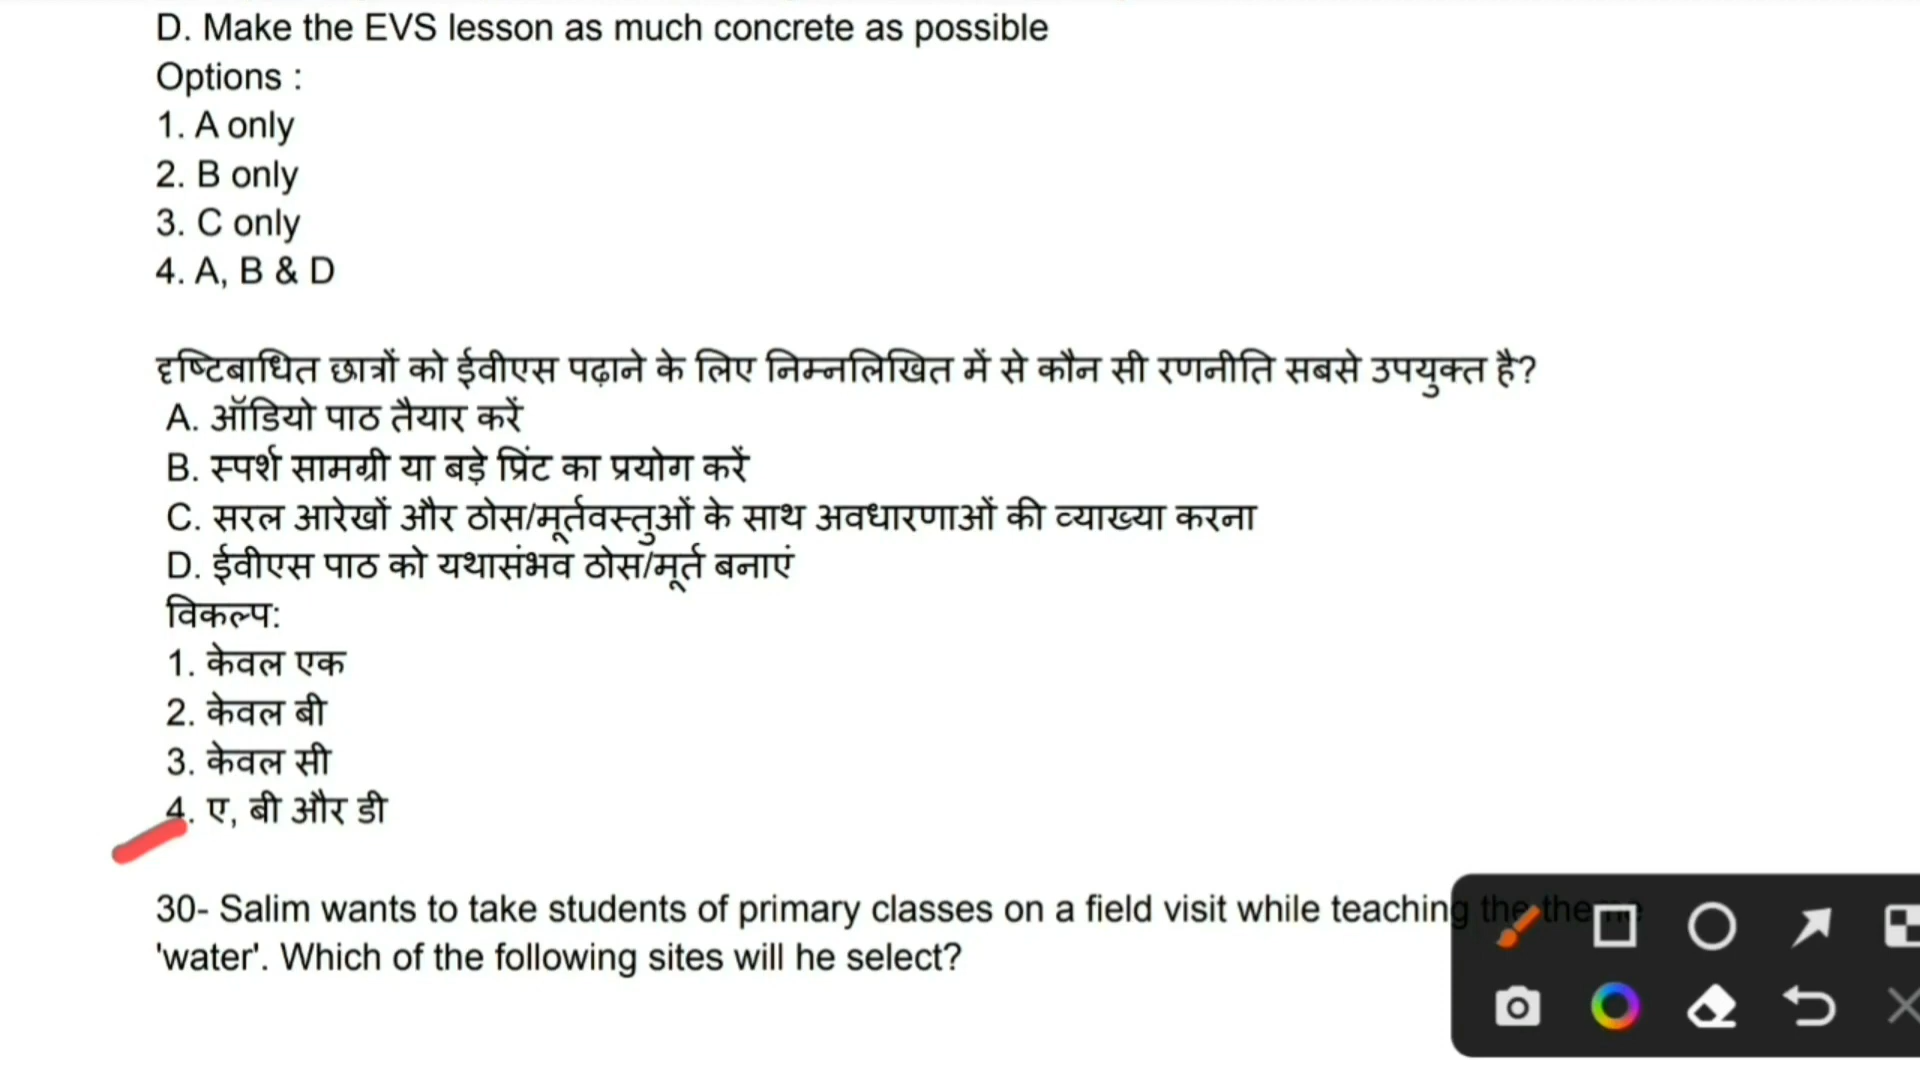 D. Make the EVS lesson as much concrete as possible
Options :
1. A only
2. B only
3. C only
4. A, B & D
दृष्टिबाधित छात्रों को ईवीएस पढ़ाने के लिए निम्नलिखित में से कौन सी रणनीति सबसे उपयुक्त है?
A. ऑडियो पाठ तैयार करें
B. स्पर्श सामग्री या बड़े प्रिंट का प्रयोग करें
C. सरल आरेखों और ठोस/मूर्तवस्तुओं के साथ अवधारणाओं की व्याख्या करना
D. ईवीएस पाठ को यथासंभव ठोस/मूर्त बनाएं
विकल्प:
1. केवल एक
2. केवल बी
3. केवल सी
4. ए, बी और डी
30- Salim wants to take students of primary classes on a field visit while teaching the theme
'water'. Which of the following sites will he select?